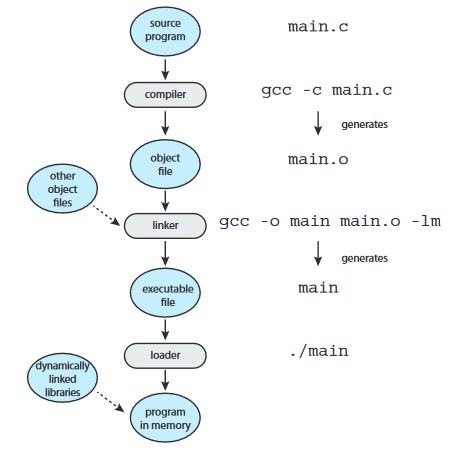 source
program
main.c
compiler
gcc -c main.c
generates
object
file
main.o
other
object
files
linker
gcc -o main main.o -lm
generates
executable
file
main
loader
./main
dynamically
linked
libraries
program
in memory